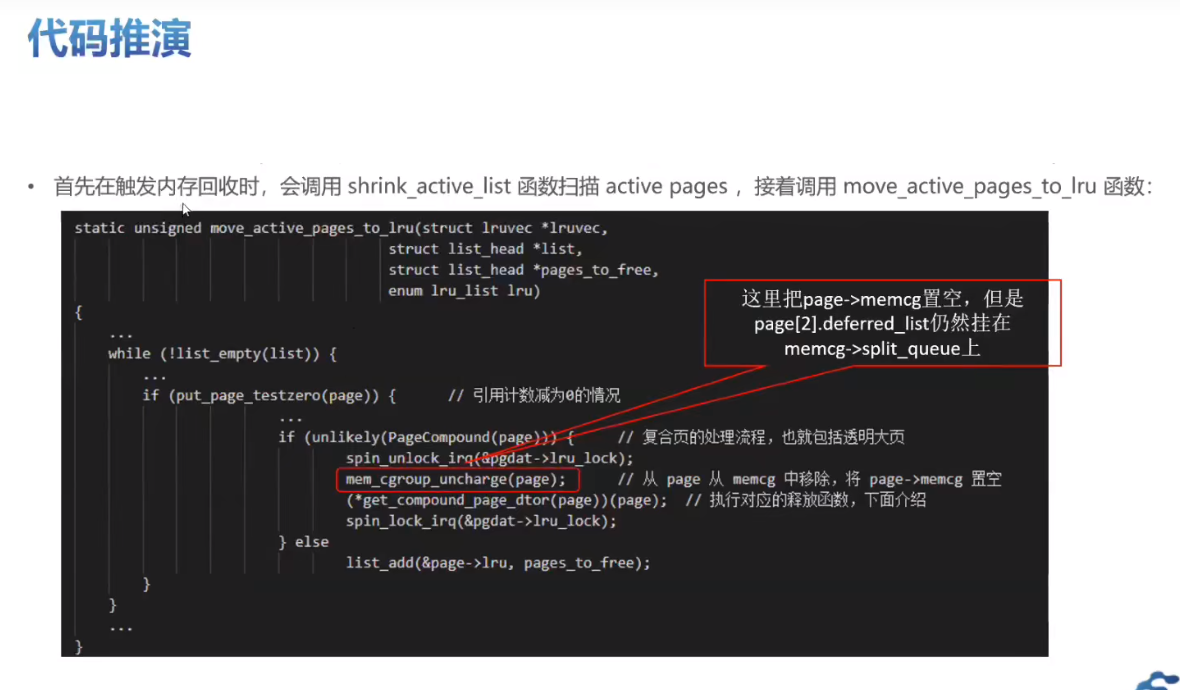 代码推演
• 首先在触发内存回收时，会调用 shrink_active_list 函数扫描 active pages ，接着调用 move_active_pages_to_lru 函数：
static unsigned move_active_pages_to_lru(struct lruvec *lruvec,
struct list_head *list,
struct list_head *pages_to_free,
enum lru_list lru)
{
...
while (!list_empty(list)) {
...
if (put_page_testzero(page)) { // 引用计数减为0的情况
...
if (unlikely(PageCompound(page))) { // 复合页的处理流程，也就包括透明大页
spin_unlock_irq(&pgdat->lru_lock);
mem_cgroup_uncharge(page); // 从 page 从 memcg 中移除，将 page->memcg 置空
(*get_compound_page_dtor(page))(page); // 执行对应的释放函数，下面介绍
spin_lock_irq(&pgdat->lru_lock);
} else
list_add(&page->lru, pages_to_free);
}
}
...
}
这里把page->memcg置空，但是
page[2].deferred_list仍然挂在
memcg->split_queue上